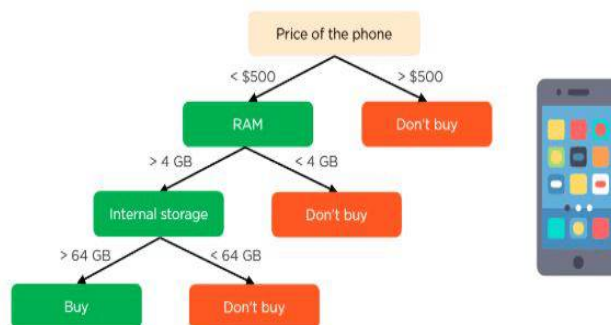 Price of the phone
< $500
> $500
RAM
Don't buy
> 4 GB
< 4 GB
Internal storage
Don't buy
> 64 GB
< 64 GB
Buy
Don't buy